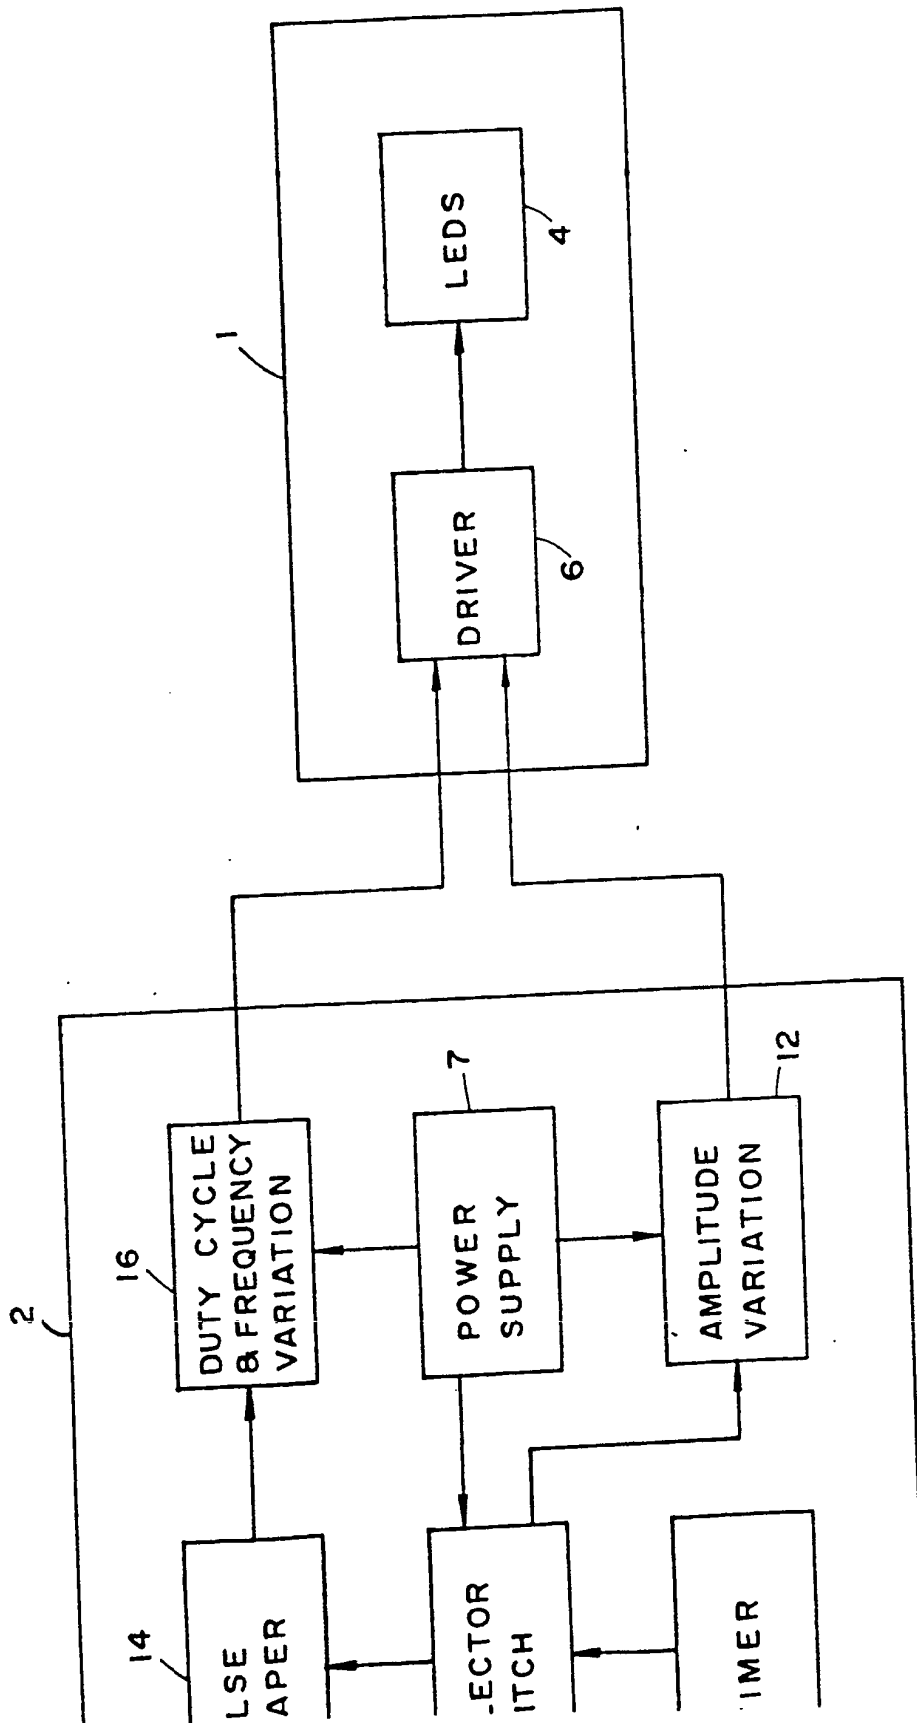 2
1
14
LSE
APER
16
DUTY CYCLE
& FREQUENCY
VARIATION
ECTOR
ITCH
7
POWER
SUPPLY
DRIVER
6
LEDS
4
IMER
AMPLITUDE
VARIATION
12